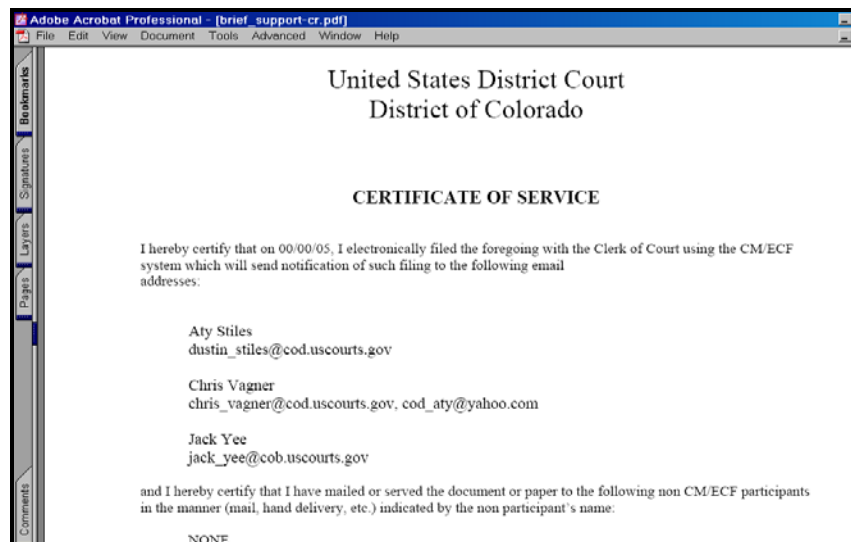 Adobe Acrobat Professional - [brief_support-cr.pdf]
File Edit View Document Tools Advanced Window Help
Bookmarks
Signatures
Layers
Pages
Comments
United States District Court
District of Colorado
CERTIFICATE OF SERVICE
I hereby certify that on 00/00/05, I electronically filed the foregoing with the Clerk of Court using the CM/ECF
system which will send notification of such filing to the following email
addresses:
Aty Stiles
dustin_stiles@cod.uscourts.gov
Chris Vagner
chris_vagner@cod.uscourts.gov, cod_aty@yahoo.com
Jack Yee
jack_yee@cob.uscourts.gov
and I hereby certify that I have mailed or served the document or paper to the following non CM/ECF participants
in the manner (mail, hand delivery, etc.) indicated by the non participant's name:
NONE